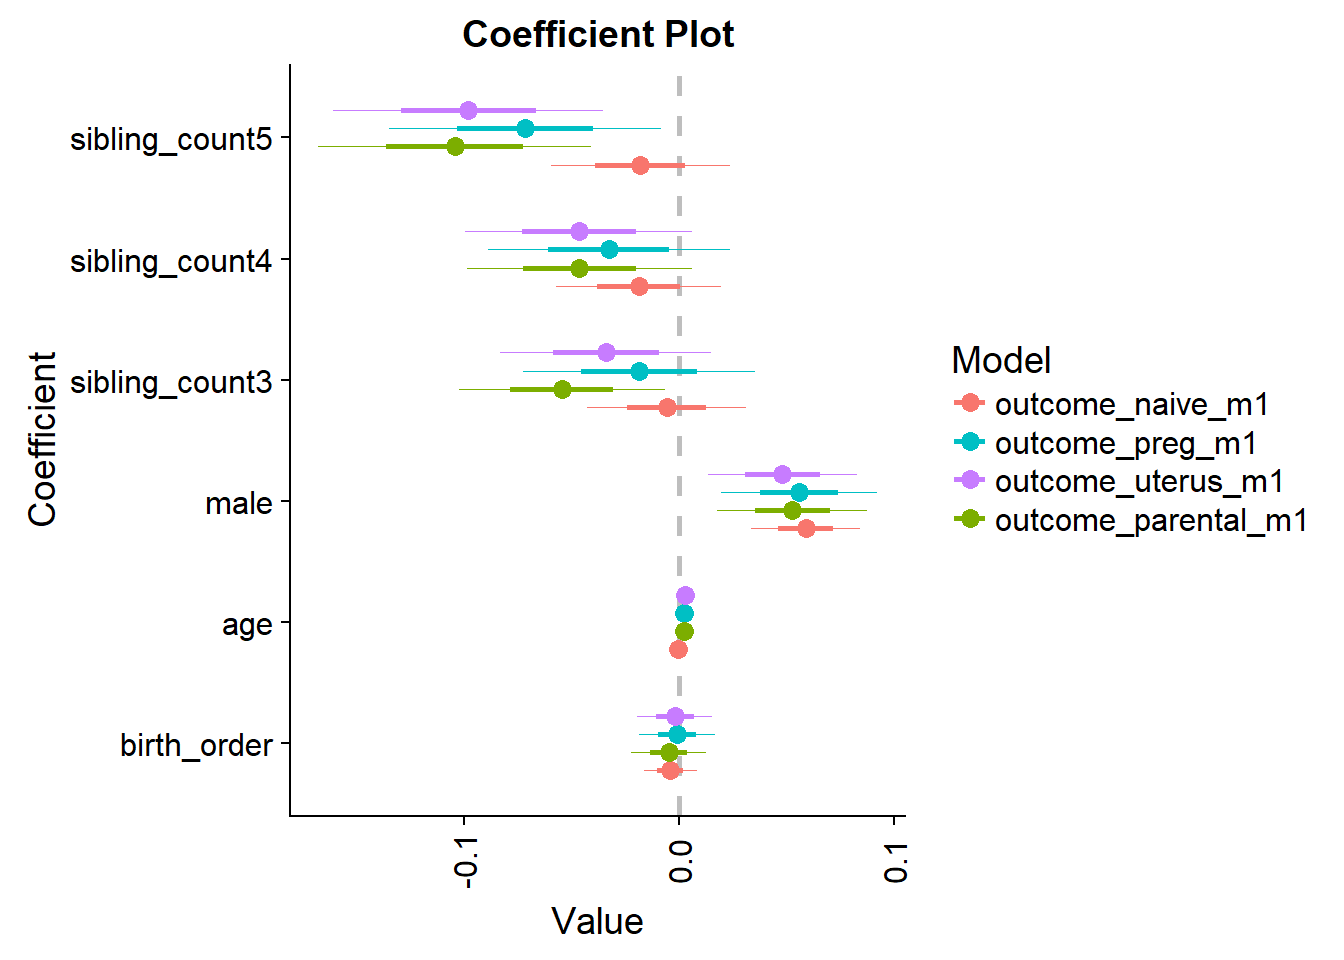 Coefficient Plot
sibling_count5
sibling_count4
sibling_count3
male
age
birth_order
Coefficient
-0.1
0.0
0.1
Value
Model
outcome_naive_m1
outcome_preg_m1
outcome_uterus_m1
outcome_parental_m1